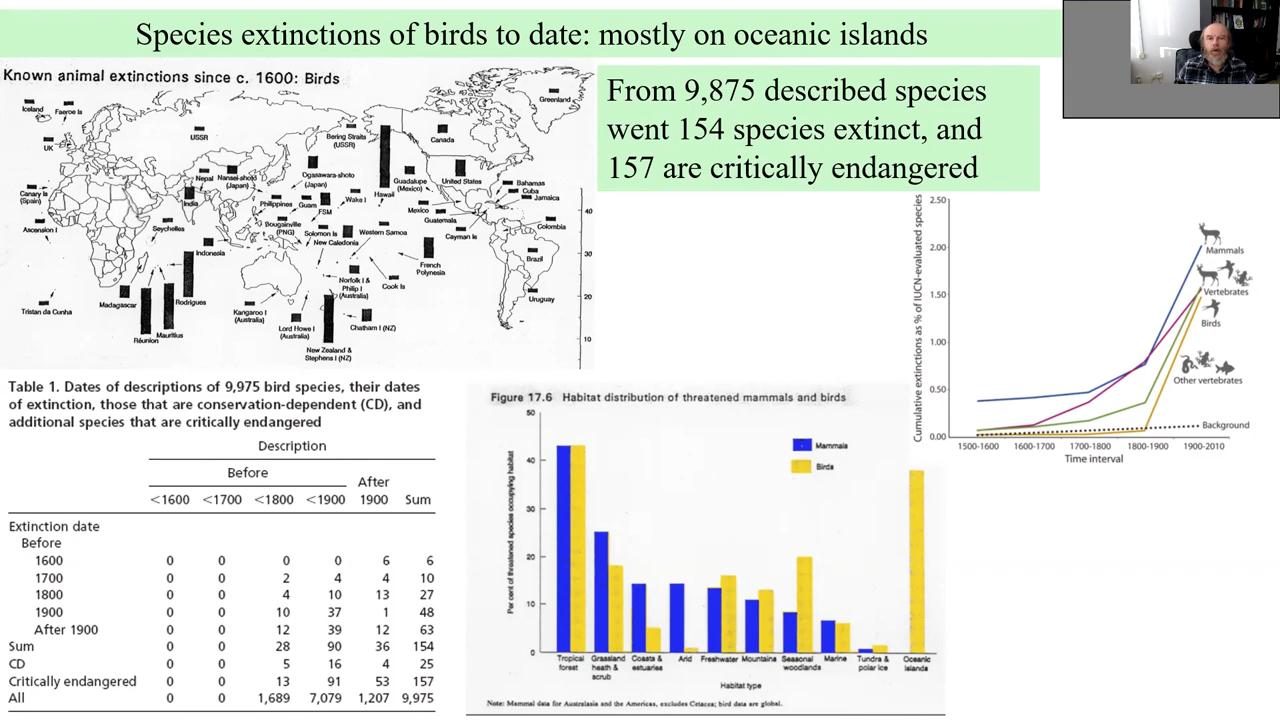 Species extinctions of birds to date: mostly on oceanic islands
Known animal extinctions since c. 1600: Birds
Iceland
Faeroe Is
UK
USSR
Bering Straits
(USSR)
Canada
Greenland
Canary Is
(Spain)
Nepal
Nansei-shoto
(Japan)
India
Ogasawara-shoto
(Japan)
Hawaii
Guadalupe
(Mexico)
United States
Bahamas
Cuba
Jamaica
Philippines
Guam
FSM
Wake I
Mexico
Guatemala
Cayman Is
Colombia
Ascension I
Seychelles
Indonesia
Bougainville
(PNG)
Solomon Is
New Caledonia
Western Samoa
French
Polynesia
Brazil
Uruguay
Norfolk I &
Philip I
(Australia)
Cook Is
Tristan da Cunha
Madagascar
Réunion
Mauritius
Rodrigues
Kangaroo I
(Australia)
Lord Howe I
(Australia)
Chatham I (NZ)
New Zealand &
Stephens I (NZ)
40
30
20
10
From 9,875 described species
went 154 species extinct, and
157 are critically endangered
Cumulative extinctions as % of IUCN-evaluated species
2.50
2.00
1.50
1.00
0.50
0.00
Mammals
Vertebrates
Birds
Other vertebrates
Background
1500-1600 1600-1700 1700-1800 1800-1900 1900-2010
Time interval
Table 1. Dates of descriptions of 9,975 bird species, their dates
of extinction, those that are conservation-dependent (CD), and
additional species that are critically endangered
Description
Before
After
<1600 <1700 <1800 <1900 1900 Sum
Extinction date
Before
1600 0 0 0 0 6 6
1700 0 0 2 4 4 10
1800 0 0 4 10 13 27
1900 0 0 10 37 1 48
After 1900 0 0 12 39 12 63
Sum 0 0 28 90 36 154
CD 0 0 5 16 4 25
Critically endangered 0 0 13 91 53 157
All 0 0 1,689 7,079 1,207 9,975
Figure 17.6 Habitat distribution of threatened mammals and birds
Per cent of threatened species occupying habitat
50
40
30
20
10
0
Mammals
Birds
Tropical forest
Grassland heath & scrub
Coasts & estuaries
Arid
Freshwater
Mountains
Seasonal woodlands
Marine
Tundra & polar ice
Oceanic islands
Habitat type
Note: Mammal data for Australasia and the Americas, excludes Cetacea; bird data are global.